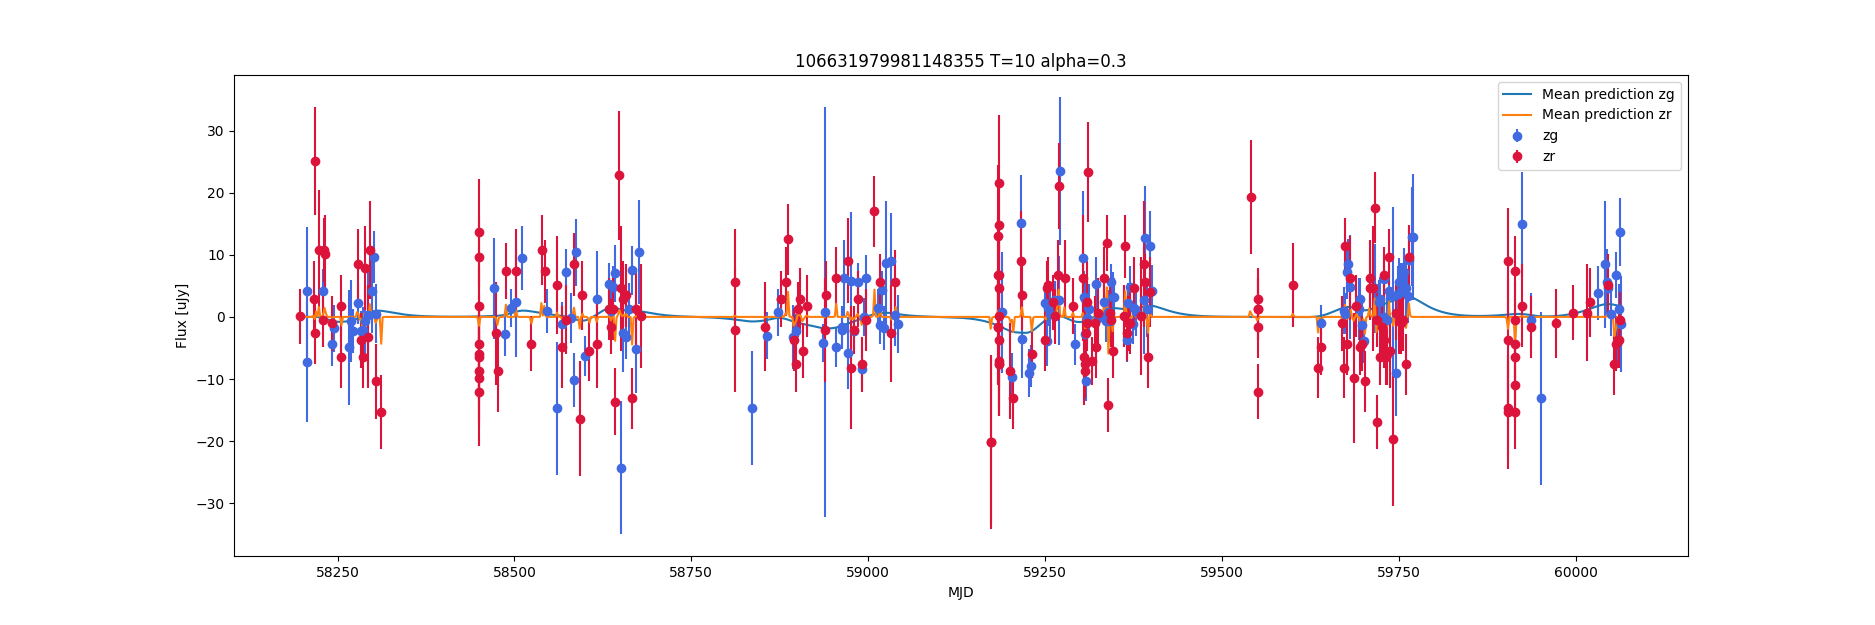 106631979981148355 T=10 alpha=0.3
Mean prediction zg
Mean prediction zr
zg
zr
Flux [uJy]
30
20
10
0
−10
−20
−30
58250 58500 58750 59000 59250 59500 59750 60000
MJD